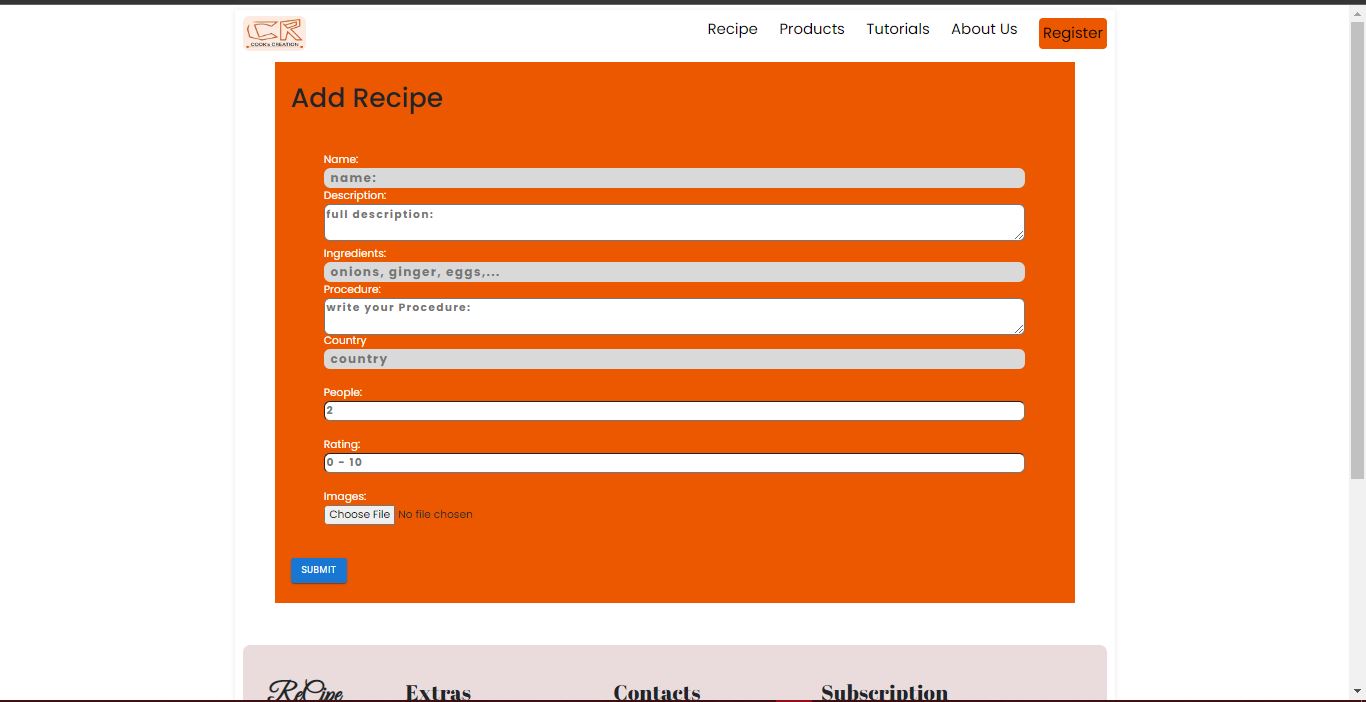 CR
COOK's CREATION
Recipe Products Tutorials About Us Register
Add Recipe
Name:
name:
Description:
full description:
Ingredients:
onions, ginger, eggs,...
Procedure:
write your Procedure:
Country
country
People:
2
Rating:
0 - 10
Images:
Choose File No file chosen
SUBMIT
ReCipe Extras Contacts Subscription